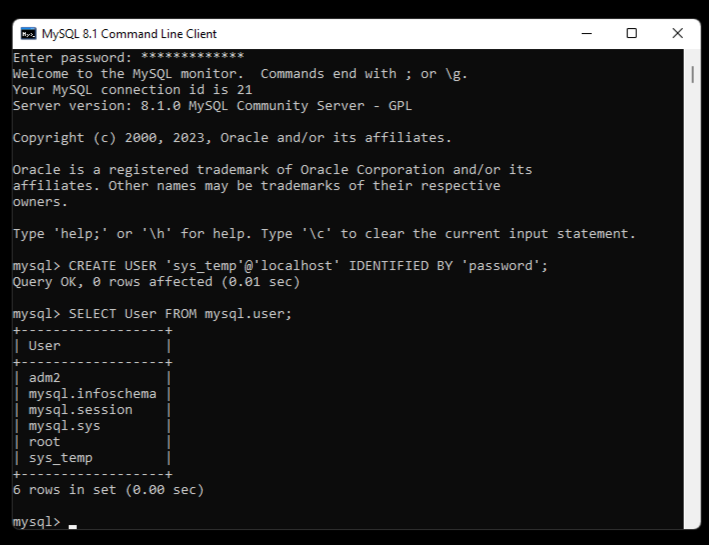 MySQL 8.1 Command Line Client
Enter password: *************
Welcome to the MySQL monitor.  Commands end with ; or \g.
Your MySQL connection id is 21
Server version: 8.1.0 MySQL Community Server - GPL
Copyright (c) 2000, 2023, Oracle and/or its affiliates.
Oracle is a registered trademark of Oracle Corporation and/or its
affiliates. Other names may be trademarks of their respective
owners.
Type 'help;' or '\h' for help. Type '\c' to clear the current input statement.
mysql> CREATE USER 'sys_temp'@'localhost' IDENTIFIED BY 'password';
Query OK, 0 rows affected (0.01 sec)
mysql> SELECT User FROM mysql.user;
+------------------+
| User             |
+------------------+
| adm2             |
| mysql.infoschema |
| mysql.session    |
| mysql.sys        |
| root             |
| sys_temp         |
+------------------+
6 rows in set (0.00 sec)
mysql> _